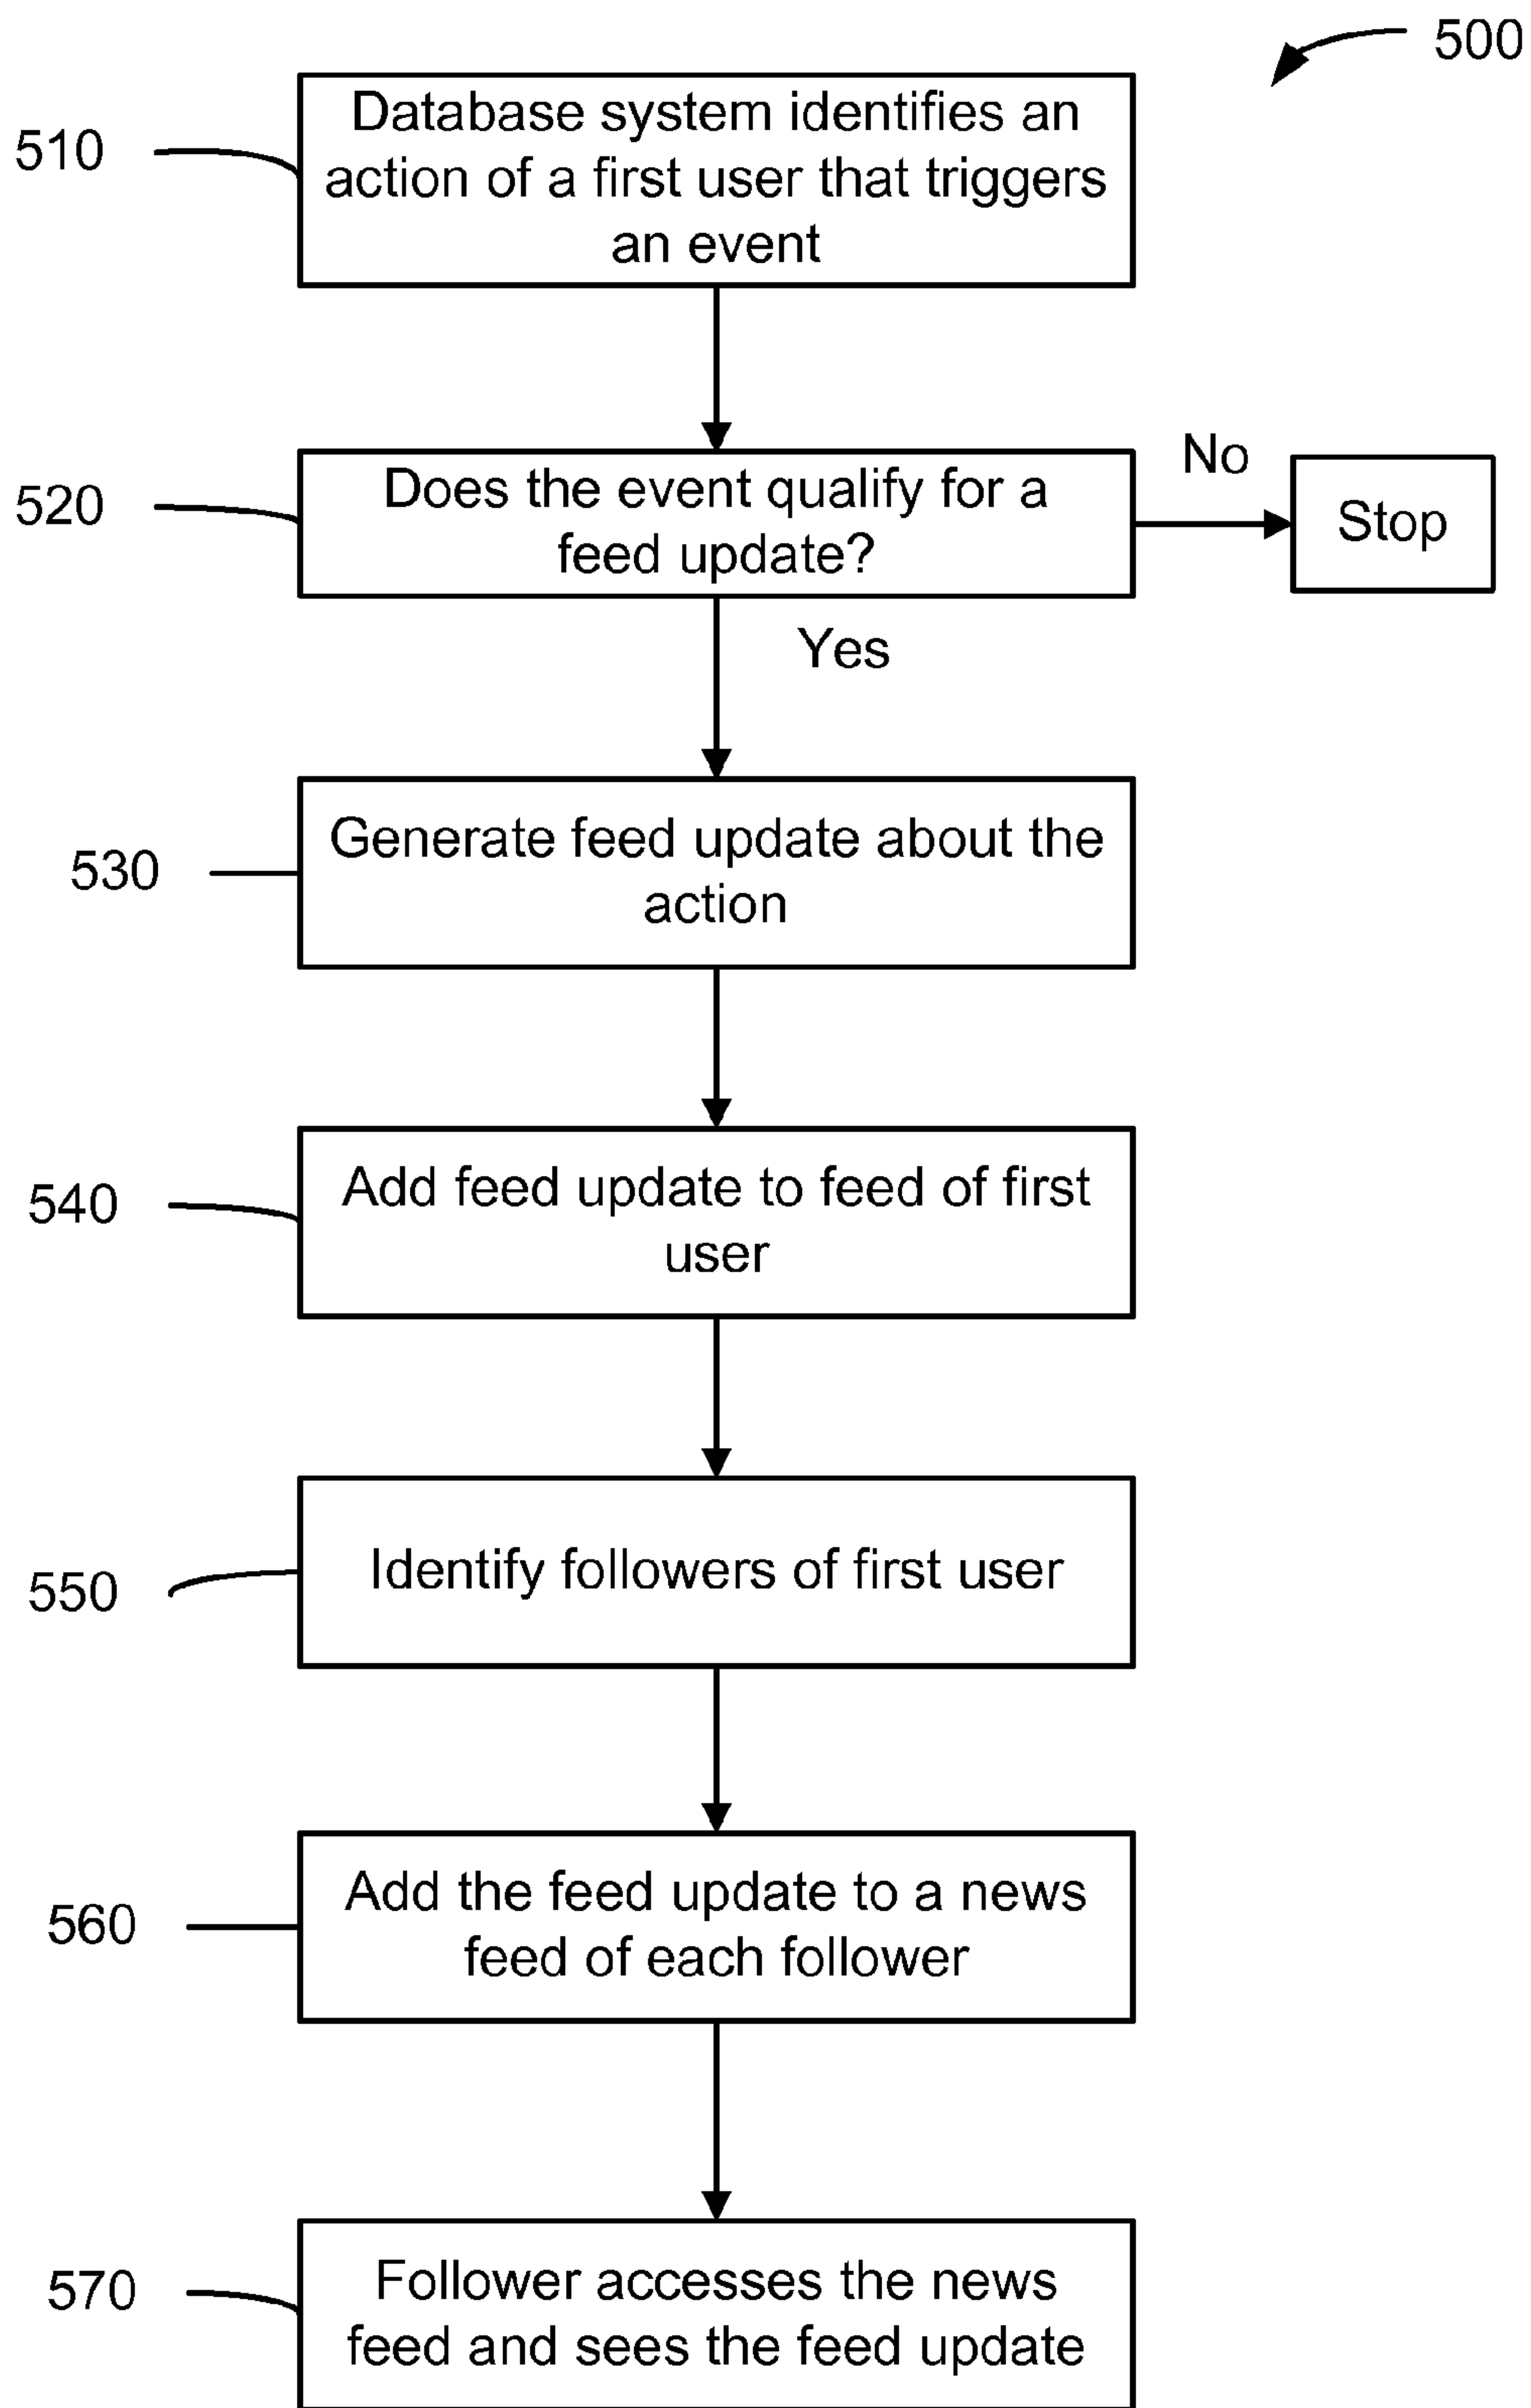 500
510
Database system identifies an
action of a first user that triggers
an event
520
Does the event qualify for a
feed update?
No
Stop
Yes
530
Generate feed update about the
action
540
Add feed update to feed of first
user
550
Identify followers of first user
560
Add the feed update to a news
feed of each follower
570
Follower accesses the news
feed and sees the feed update